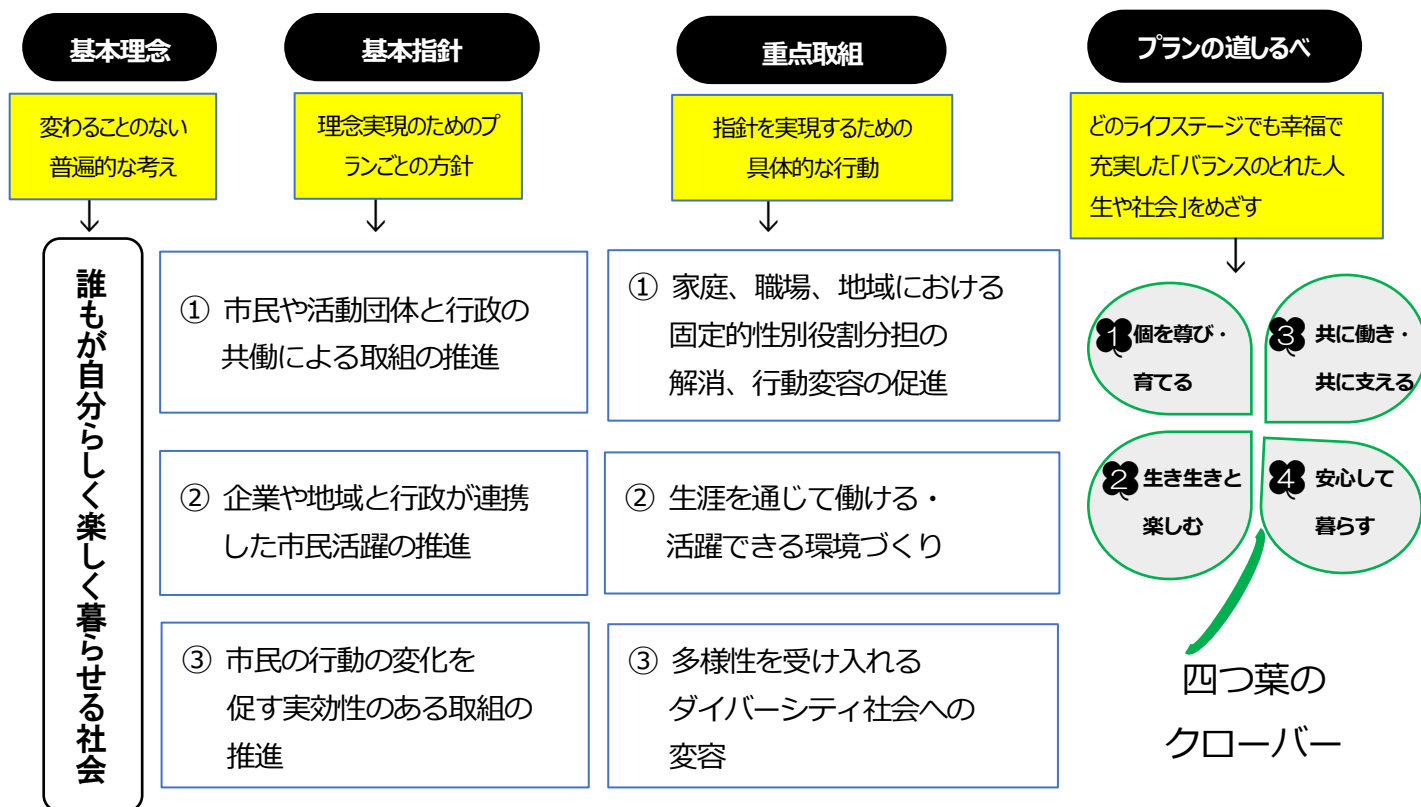 基本理念
変わることのない
普遍的な考え
誰もが自分らしく楽しく暮らせる社会
基本指針
理念実現のためのプ
ランごとの方針
① 市民や活動団体と行政の
共働による取組の推進
② 企業や地域と行政が連携
した市民活躍の推進
③ 市民の行動の変化を
促す実効性のある取組の
推進
重点取組
指針を実現するための
具体的な行動
① 家庭、職場、地域における
固定的性別役割分担の
解消、行動変容の促進
② 生涯を通じて働ける・
活躍できる環境づくり
③ 多様性を受け入れる
ダイバーシティ社会への
変容
プランの道しるべ
どのライフステージでも幸福で
充実した「バランスのとれた人
生や社会」をめざす
1 個を尊び・
育てる
2 生き生きと
楽しむ
3 共に働き・
共に支える
4 安心して
暮らす
四つ葉の
クローバー